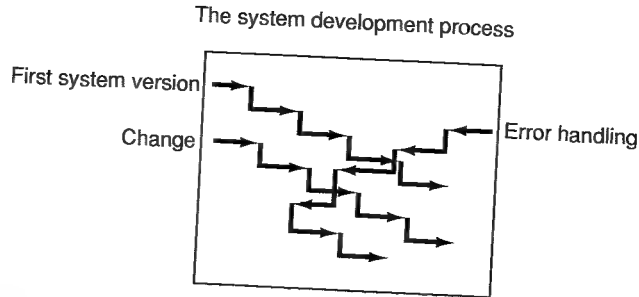 The system development process
First system version
Change
Error handling